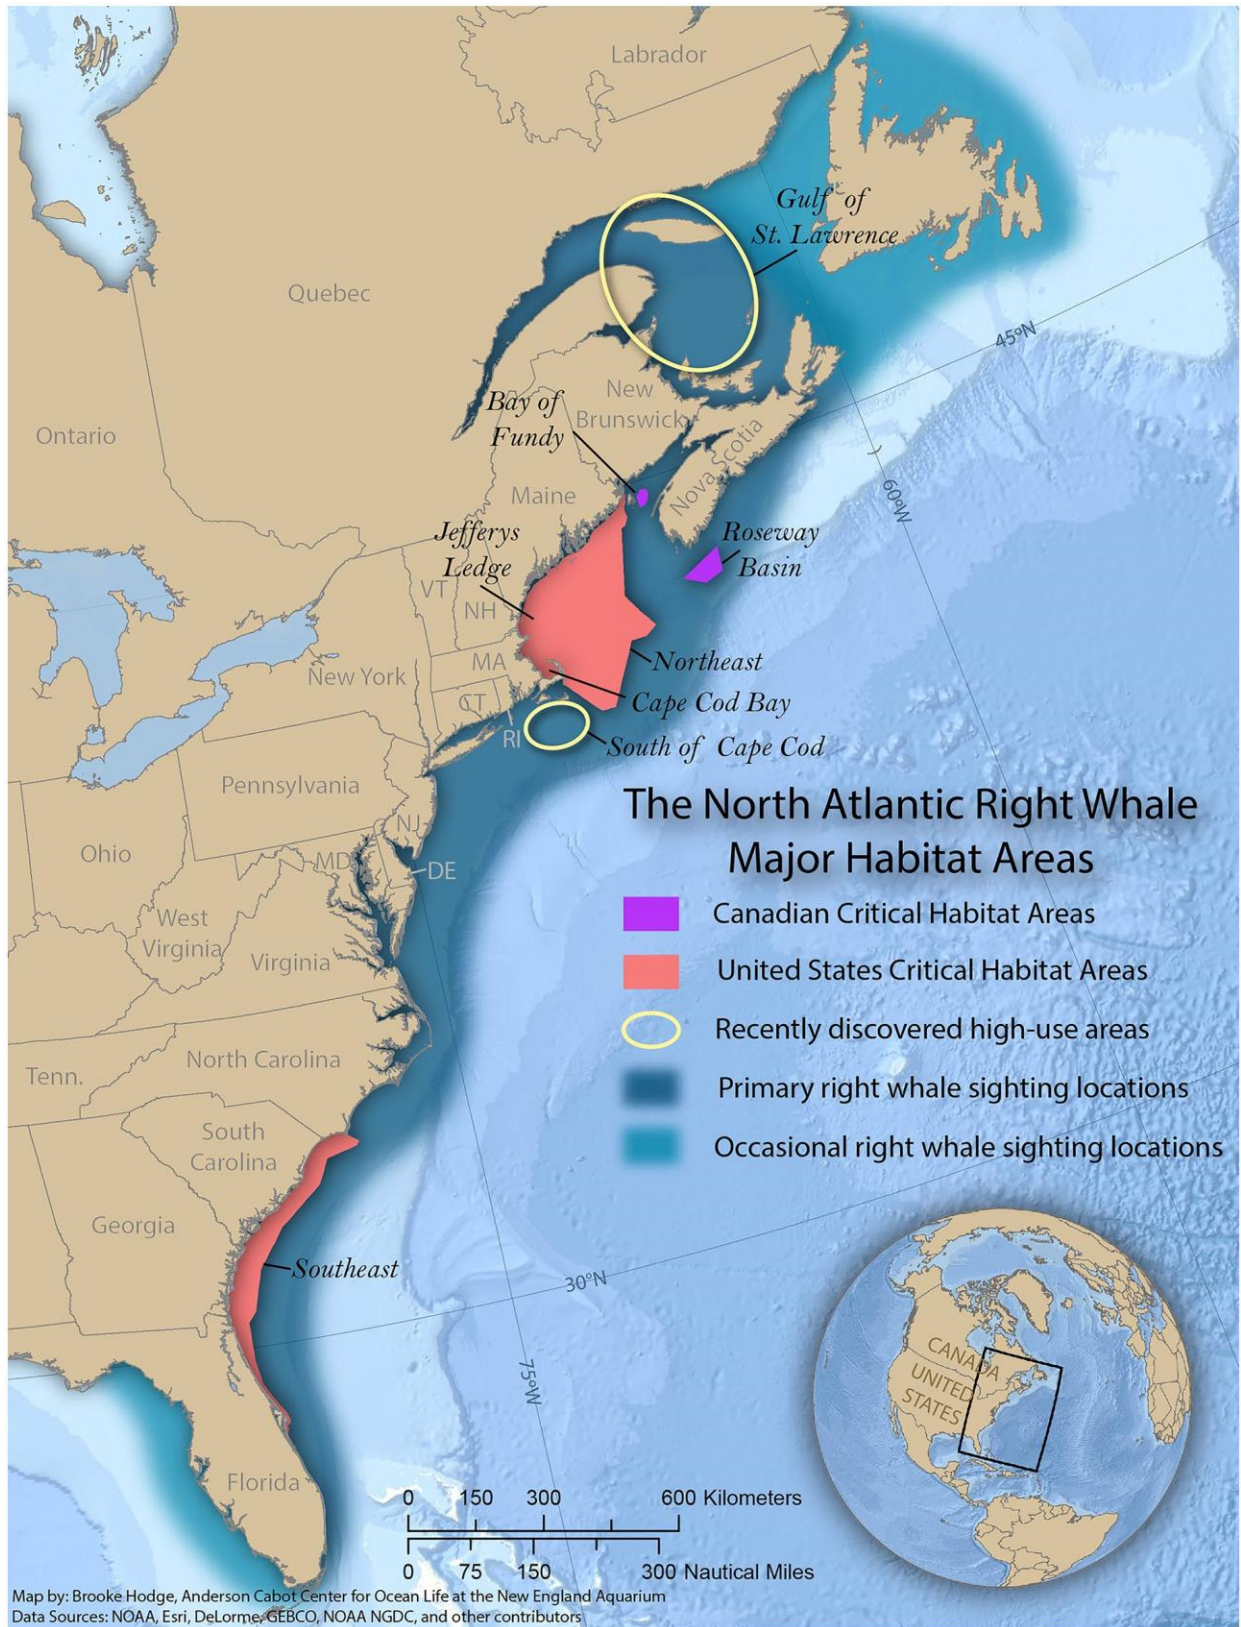 Labrador
Gulf of
St. Lawrence
Quebec
45ºN
New
Brunswick
Bay of
Fundy
Ontario
Nova Scotia
60ºW
Maine
Jefferys
Ledge
Roseway
Basin
VT
NH
MA
Northeast
New York
CT
Cape Cod Bay
RI
South of Cape Cod
Pennsylvania
The North Atlantic Right Whale
Major Habitat Areas
NJ
Ohio
MD
DE
Canadian Critical Habitat Areas
West
Virginia
Virginia
United States Critical Habitat Areas
Recently discovered high-use areas
North Carolina
Tenn.
Primary right whale sighting locations
South
Carolina
Occasional right whale sighting locations
Georgia
Southeast
30ºN
75ºW
CANADA
UNITED
STATES
Florida
0 150 300 600 Kilometers
0 75 150 300 Nautical Miles
Map by: Brooke Hodge, Anderson Cabot Center for Ocean Life at the New England Aquarium
Data Sources: NOAA, Esri, DeLorme, GEBCO, NOAA NGDC, and other contributors